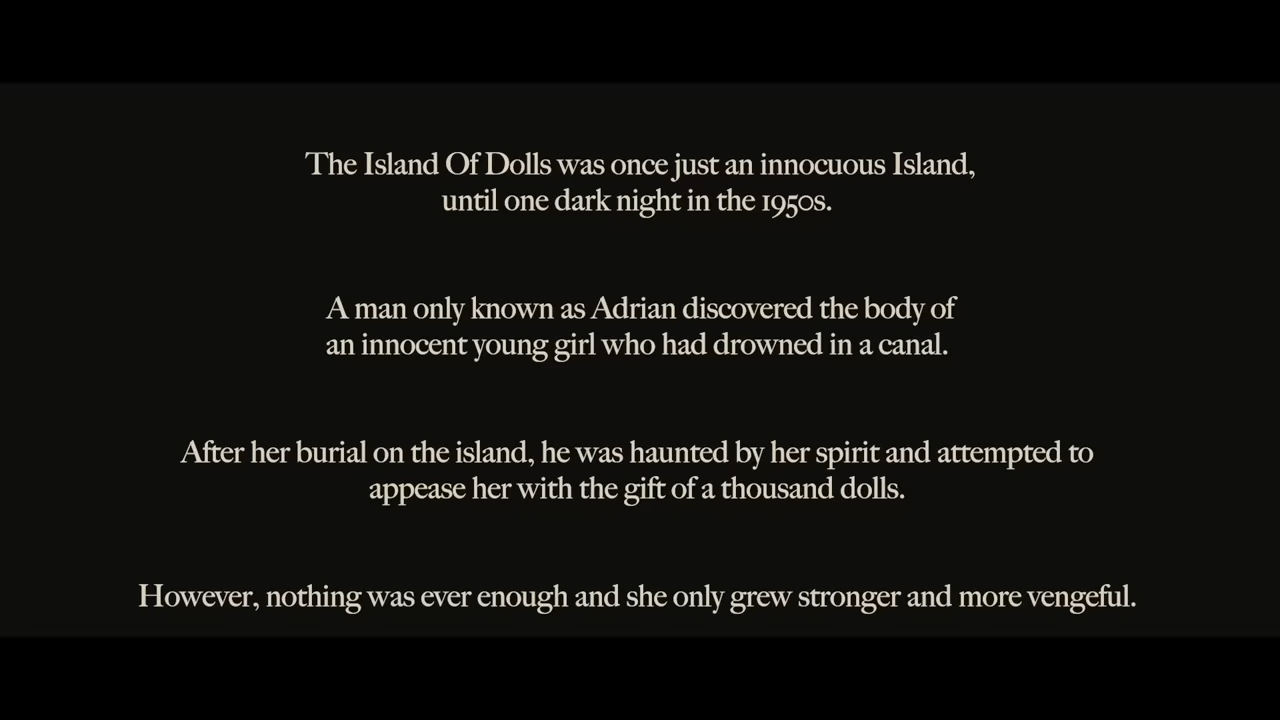 The Island Of Dolls was once just an innocuous Island,
until one dark night in the 1950s.
A man only known as Adrian discovered the body of
an innocent young girl who had drowned in a canal.
After her burial on the island, he was haunted by her spirit and attempted to
appease her with the gift of a thousand dolls.
However, nothing was ever enough and she only grew stronger and more vengeful.